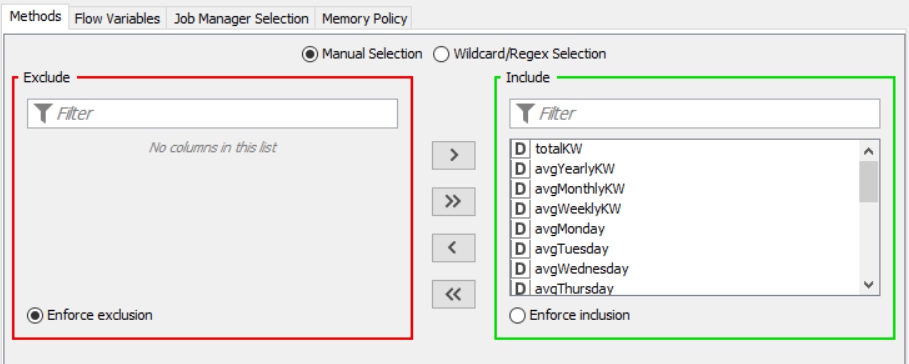 Methods Flow Variables Job Manager Selection Memory Policy
Manual Selection Wildcard/Regex Selection
Exclude
Filter
No columns in this list
Enforce exclusion
>
>>
<
<<
Include
Filter
D totalKW
D avgYearlyKW
D avgMonthlyKW
D avgWeeklyKW
D avgMonday
D avgTuesday
D avgWednesday
D avgThursday
Enforce inclusion